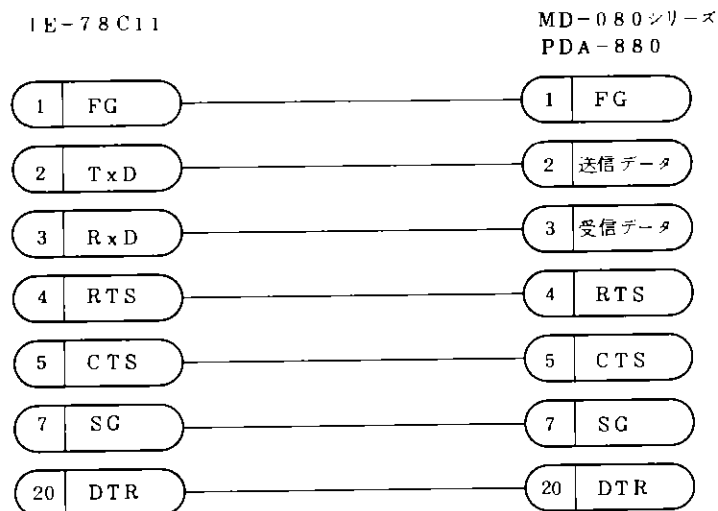 IE-78C11
MD-080シリーズ
PDA-880
1 FG
1 FG
2 TxD
2 送信データ
3 RxD
3 受信データ
4 RTS
4 RTS
5 CTS
5 CTS
7 SG
7 SG
20 DTR
20 DTR